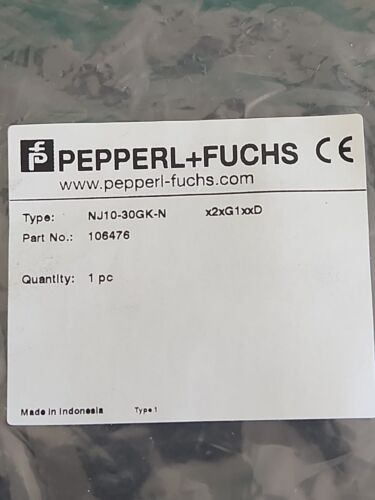 PEPPERL+FUCHS CE
www.pepperl-fuchs.com
Type: NJ10-30GK-N x2xG1xxD
Part No.: 106476
Quantity: 1 pc
Made in Indonesia Type 1